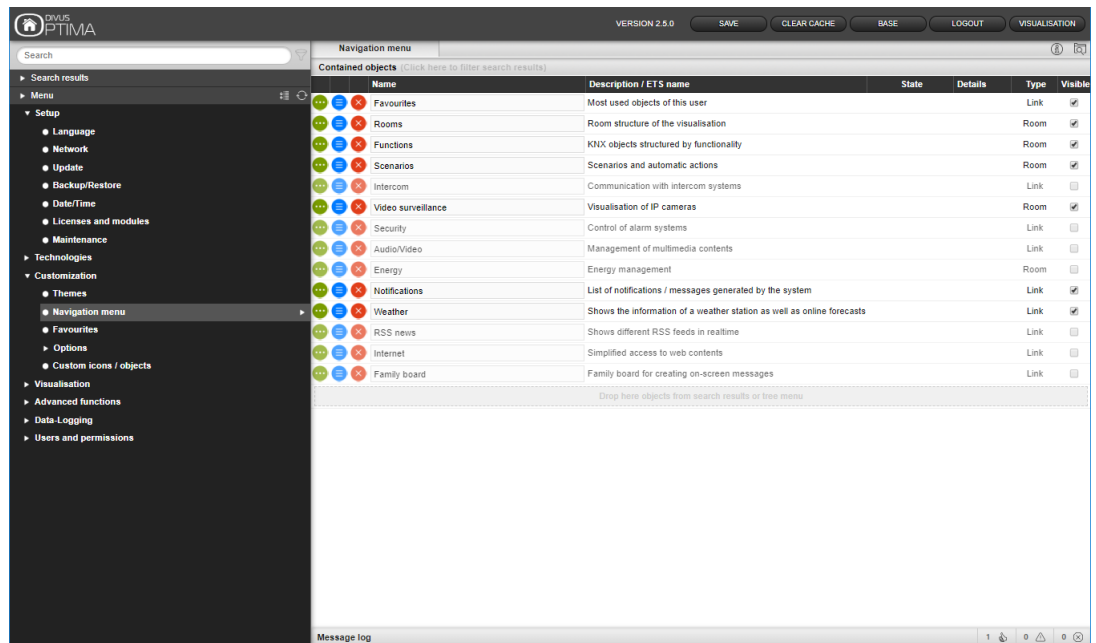 DIVUS
OPTIMA
VERSION 2.5.0 SAVE CLEAR CACHE BASE LOGOUT VISUALISATION
Search
Search results
Menu
Setup
Language
Network
Update
Backup/Restore
Date/Time
Licenses and modules
Maintenance
Technologies
Customization
Themes
Navigation menu
Favourites
Options
Custom icons / objects
Visualisation
Advanced functions
Data-Logging
Users and permissions
Navigation menu
Contained objects (Click here to filter search results)
Name Description / ETS name State Details Type Visible
Favourites Most used objects of this user Link
Rooms Room structure of the visualisation Room
Functions KNX objects structured by functionality Room
Scenarios Scenarios and automatic actions Room
Intercom Communication with intercom systems Link
Video surveillance Visualisation of IP cameras Room
Security Control of alarm systems Link
Audio/Video Management of multimedia contents Link
Energy Energy management Room
Notifications List of notifications / messages generated by the system Link
Weather Shows the information of a weather station as well as online forecasts Link
RSS news Shows different RSS feeds in realtime Link
Internet Simplified access to web contents Link
Family board Family board for creating on-screen messages Link
Drop here objects from search results or tree menu
Message log 1 0 0